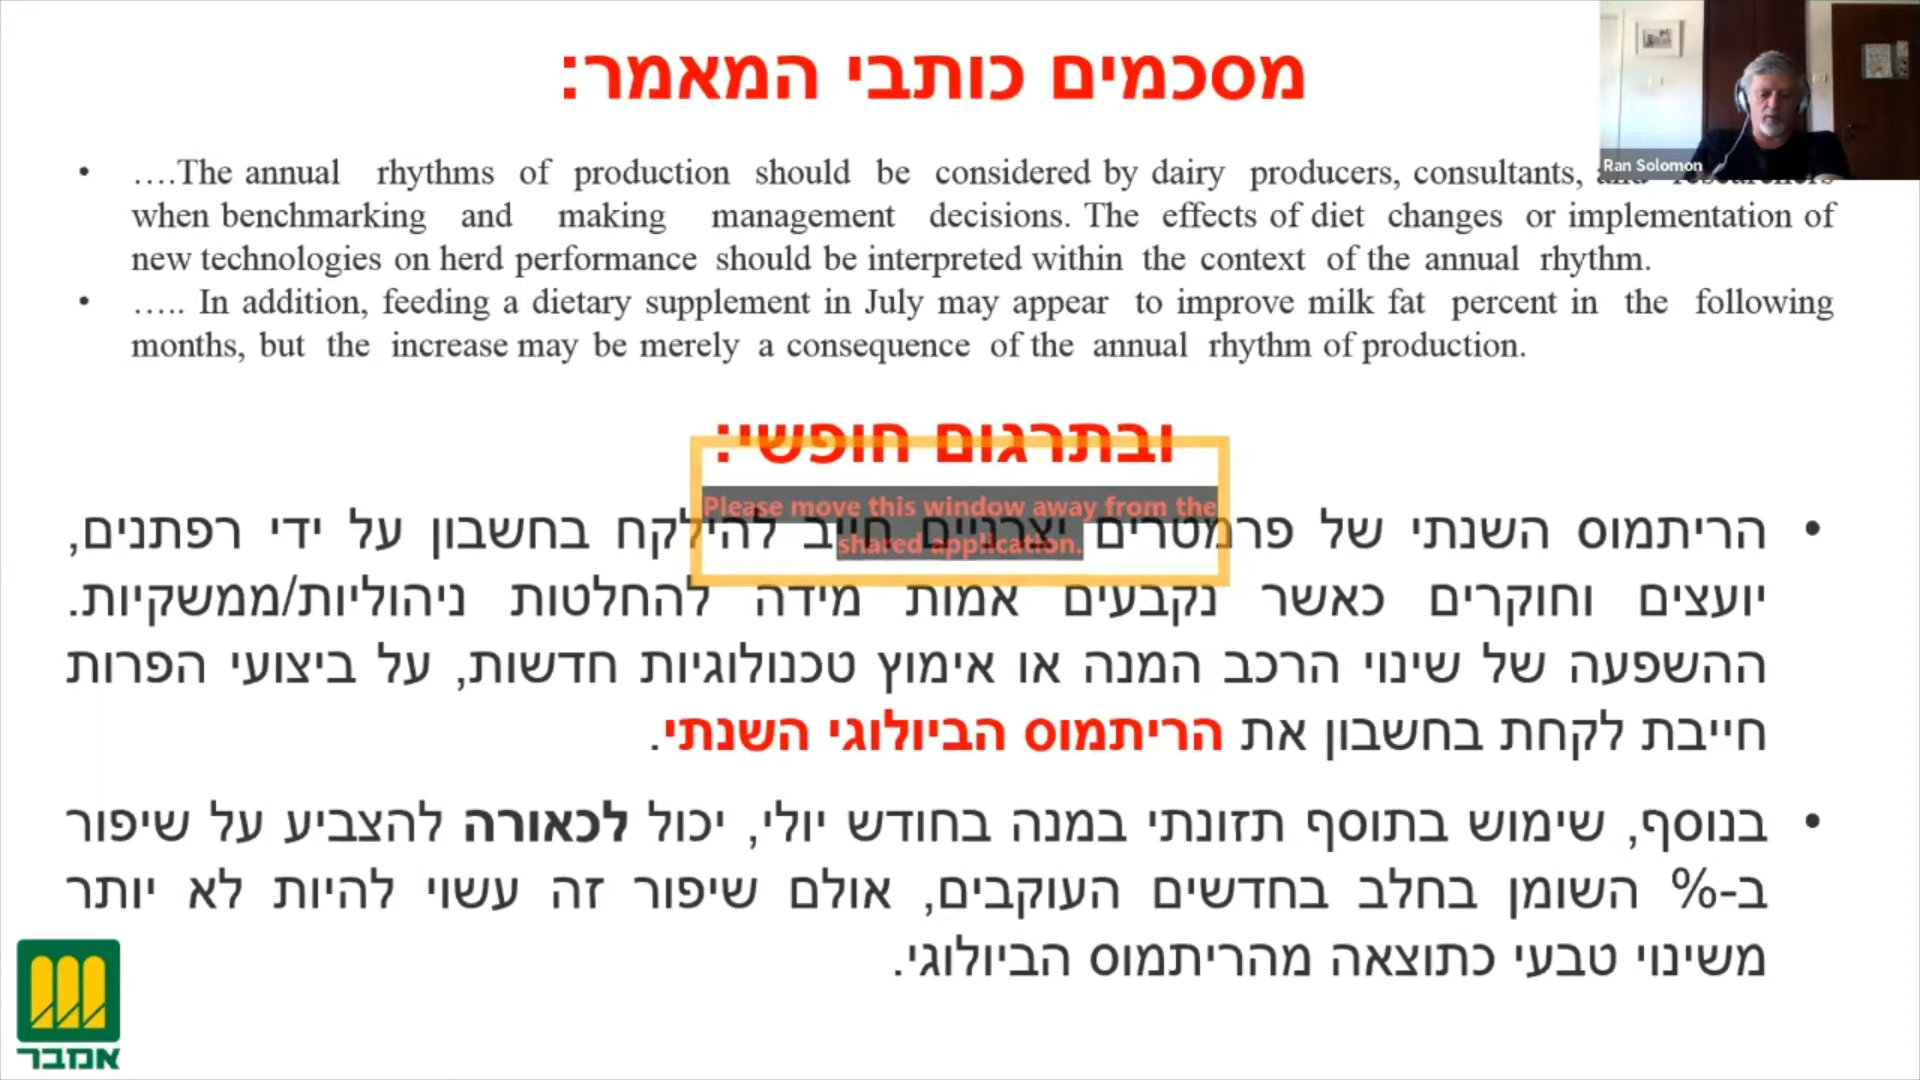 מסכמים כותבי המאמר:
Ran Solomon
• ….The annual rhythms of production should be considered by dairy producers, consultants, and researchers
when benchmarking and making management decisions. The effects of diet changes or implementation of
new technologies on herd performance should be interpreted within the context of the annual rhythm.
• ….. In addition, feeding a dietary supplement in July may appear to improve milk fat percent in the following
months, but the increase may be merely a consequence of the annual rhythm of production.
ובתרגום חופשי:
Please move this window away from the
shared application.
• הריתמוס השנתי של פרמטרים יצרניים חייב להילקח בחשבון על ידי רפתנים,
יועצים וחוקרים כאשר נקבעים אמות מידה להחלטות ניהוליות/ממשקיות.
ההשפעה של שינוי הרכב המנה או אימוץ טכנולוגיות חדשות, על ביצועי הפרות
חייבת לקחת בחשבון את הריתמוס הביולוגי השנתי.
• בנוסף, שימוש בתוסף תזונתי במנה בחודש יולי, יכול לכאורה להצביע על שיפור
ב-% השומן בחלב בחדשים העוקבים, אולם שיפור זה עשוי להיות לא יותר
משינוי טבעי כתוצאה מהריתמוס הביולוגי.
אמבר